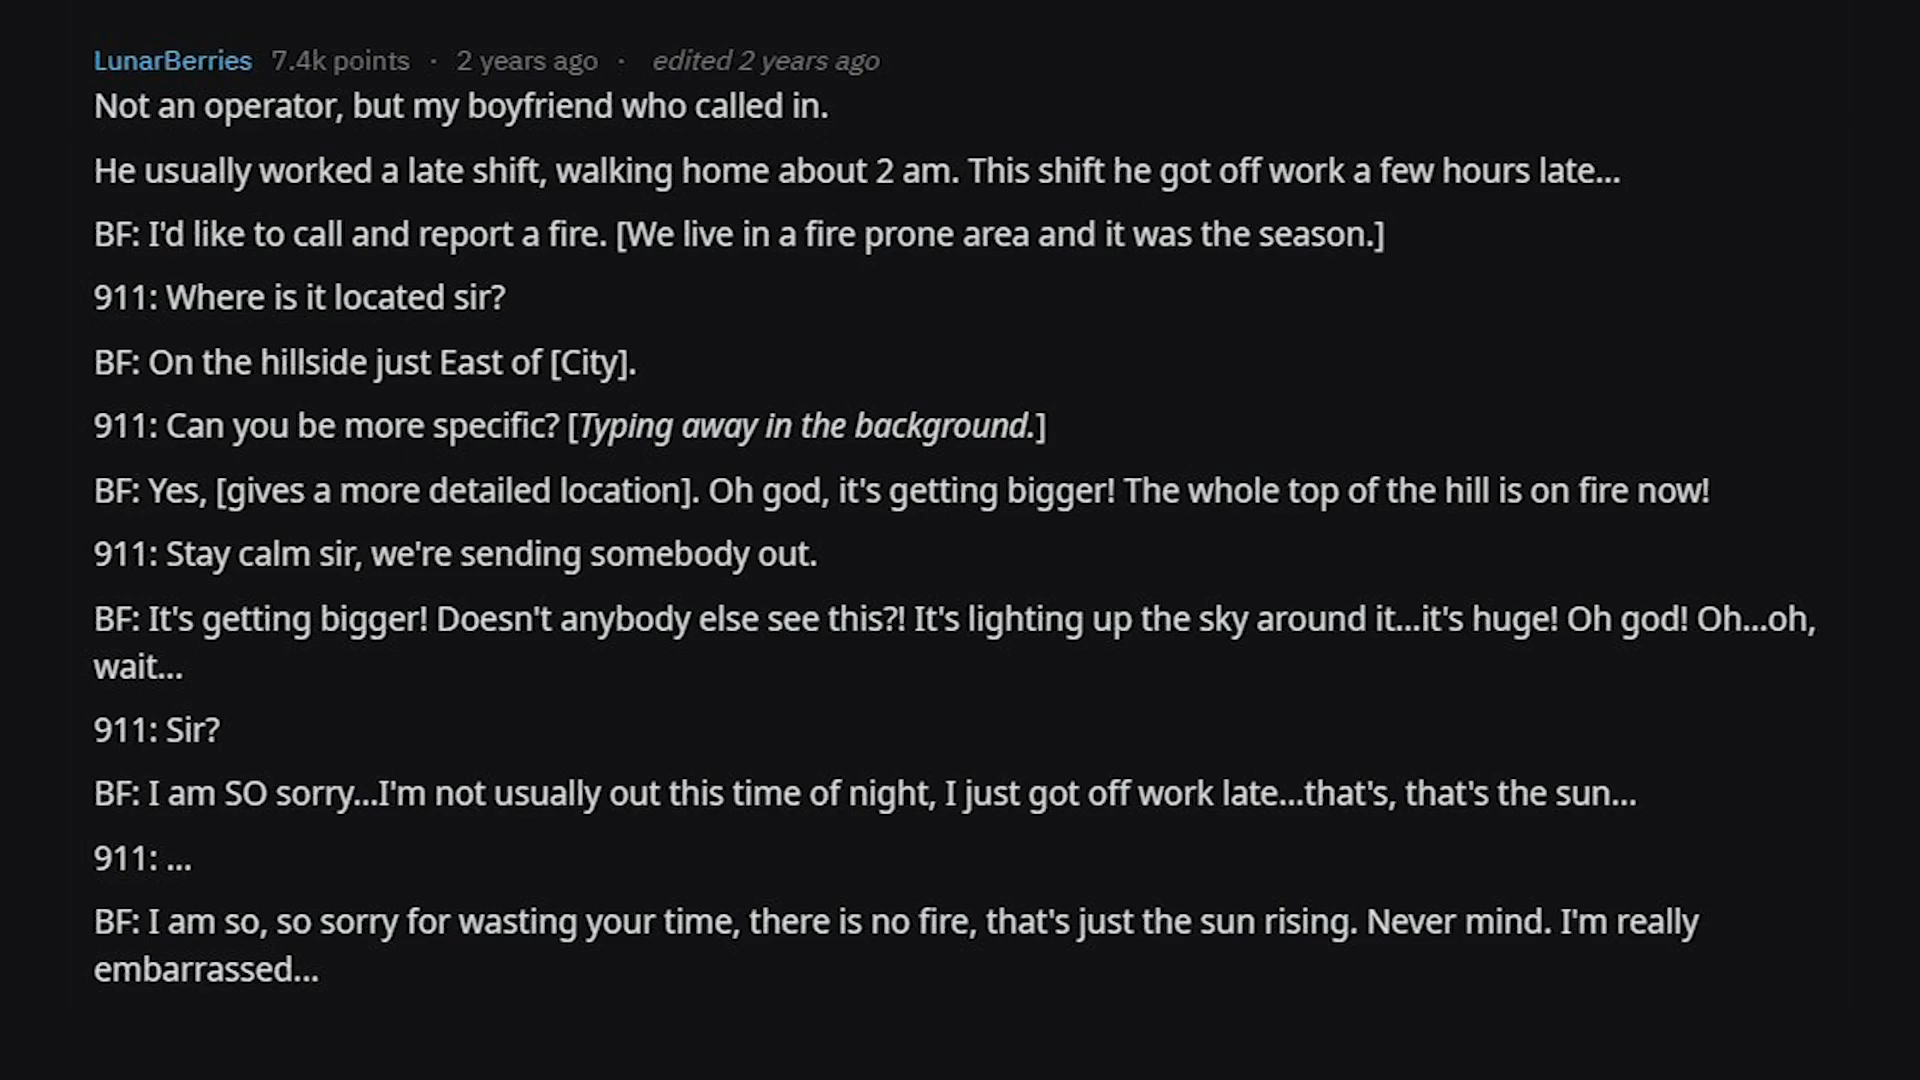 LunarBerries 7.4k points · 2 years ago · edited 2 years ago
Not an operator, but my boyfriend who called in.
He usually worked a late shift, walking home about 2 am. This shift he got off work a few hours late...
BF: I'd like to call and report a fire. [We live in a fire prone area and it was the season.]
911: Where is it located sir?
BF: On the hillside just East of [City].
911: Can you be more specific? [Typing away in the background.]
BF: Yes, [gives a more detailed location]. Oh god, it's getting bigger! The whole top of the hill is on fire now!
911: Stay calm sir, we're sending somebody out.
BF: It's getting bigger! Doesn't anybody else see this?! It's lighting up the sky around it...it's huge! Oh god! Oh...oh,
wait...
911: Sir?
BF: I am SO sorry...I'm not usually out this time of night, I just got off work late...that's, that's the sun...
911: ...
BF: I am so, so sorry for wasting your time, there is no fire, that's just the sun rising. Never mind. I'm really
embarrassed...